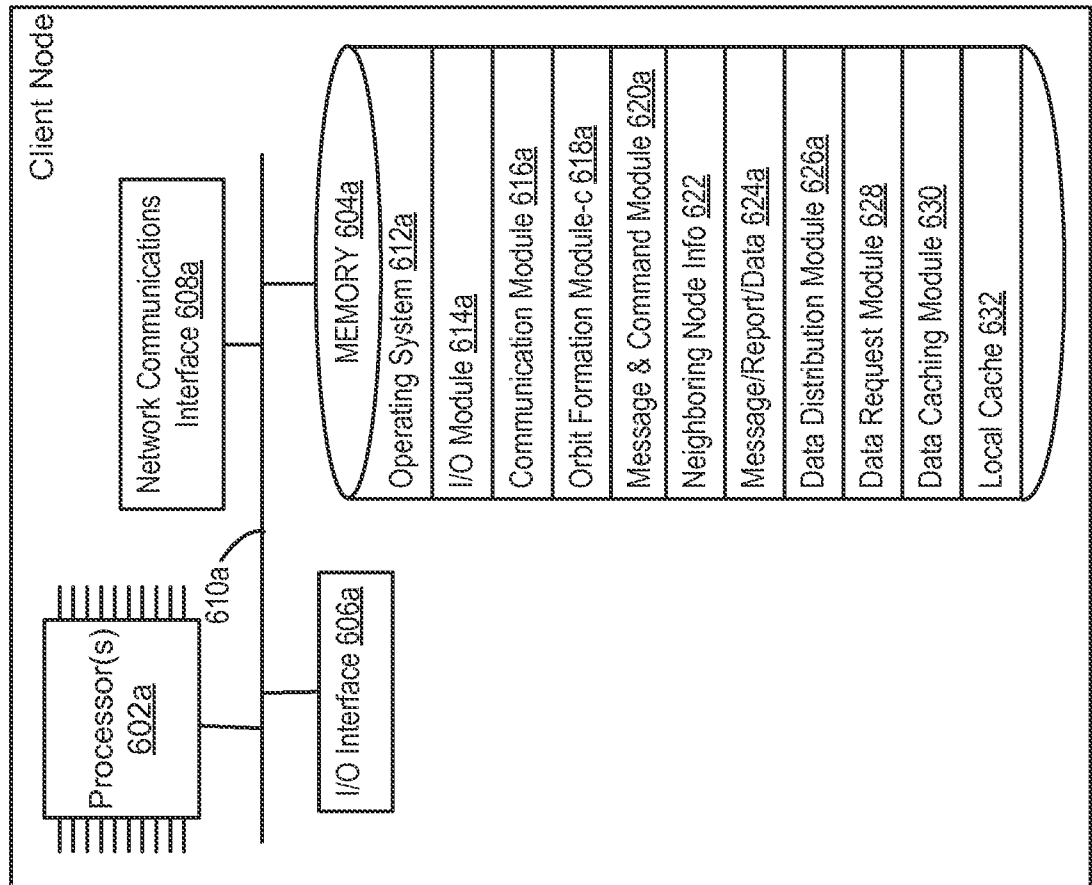 Client Node
Processor(s)
602a
Network Communications
Interface 608a
610a
I/O Interface 606a
MEMORY 604a
Operating System 612a
I/O Module 614a
Communication Module 616a
Orbit Formation Module-c 618a
Message & Command Module 620a
Neighboring Node Info 622
Message/Report/Data 624a
Data Distribution Module 626a
Data Request Module 628
Data Caching Module 630
Local Cache 632